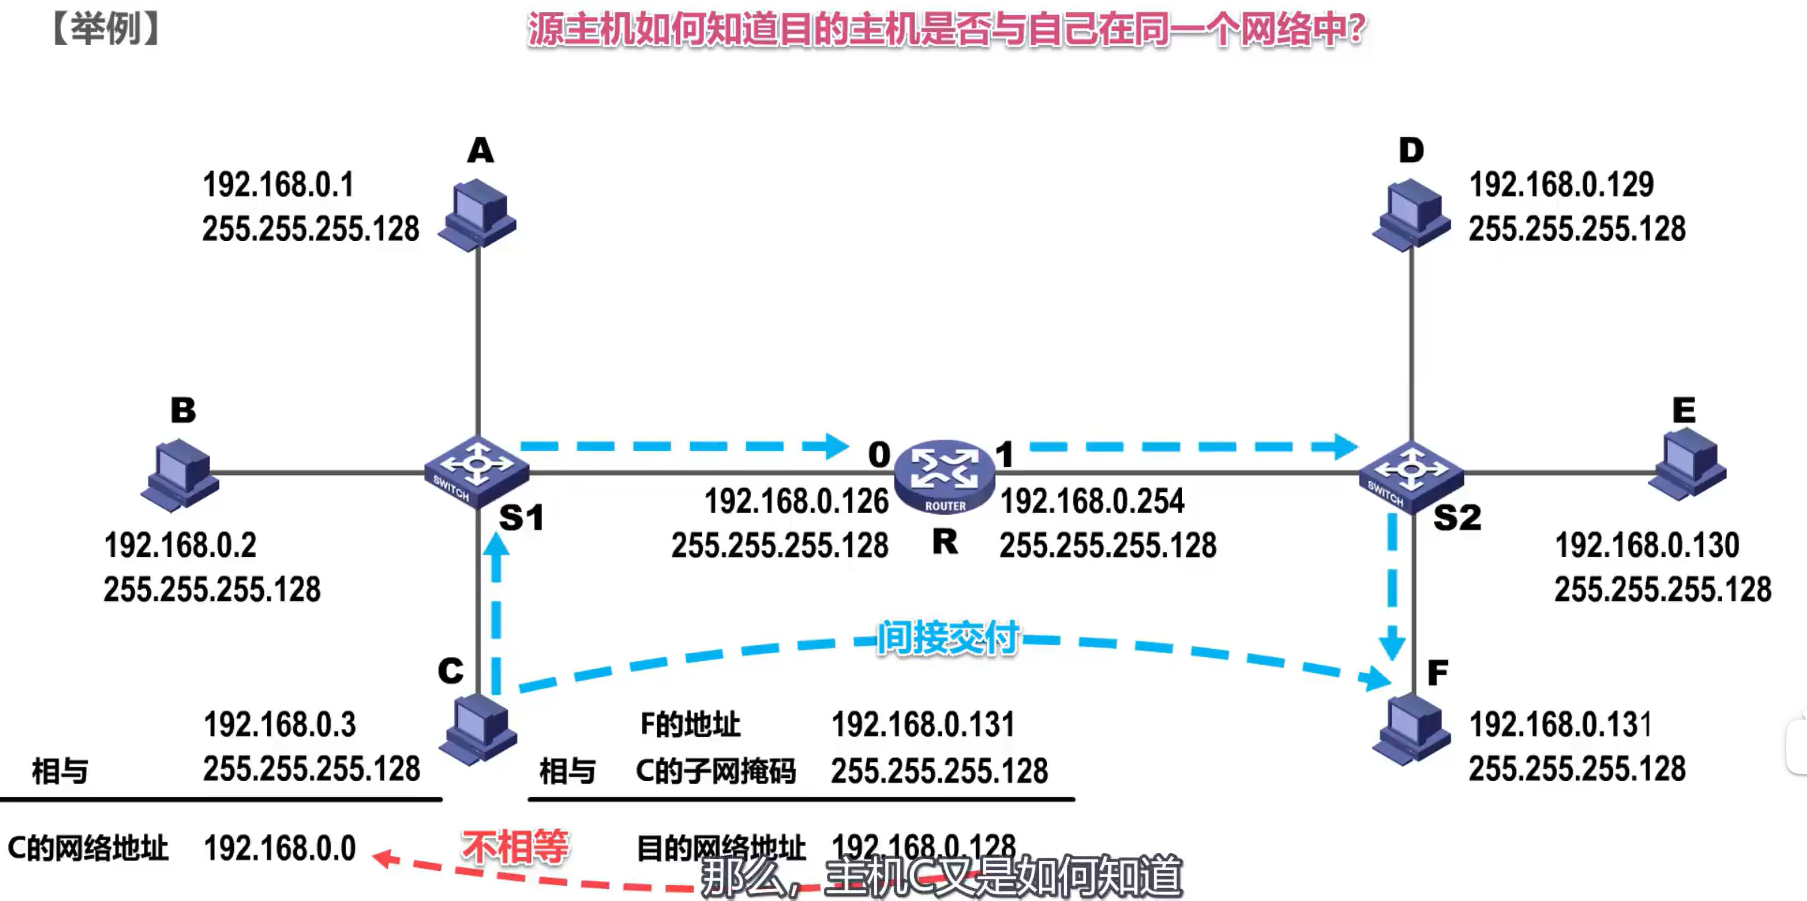 【举例】
源主机如何知道目的主机是否与自己在同一个网络中?
A
192.168.0.1
255.255.255.128
D
192.168.0.129
255.255.255.128
B
192.168.0.2
255.255.255.128
SWITCH
S1
0
1
ROUTER
R
192.168.0.126
255.255.255.128
192.168.0.254
255.255.255.128
SWITCH
S2
E
192.168.0.130
255.255.255.128
间接交付
C
192.168.0.3
相与 255.255.255.128
C的网络地址 192.168.0.0
F的地址 192.168.0.131
相与 C的子网掩码 255.255.255.128
不相等
目的网络地址 192.168.0.128
F
192.168.0.131
255.255.255.128
那么，主机C又是如何知道